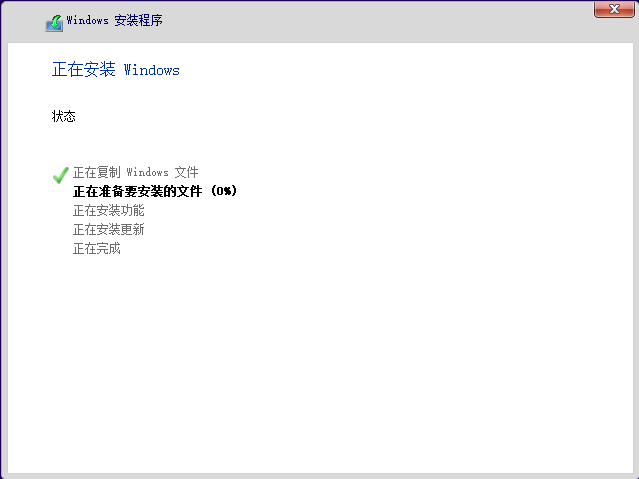 Windows 安装程序
正在安装 Windows
状态
正在复制 Windows 文件
正在准备要安装的文件 (0%)
正在安装功能
正在安装更新
正在完成